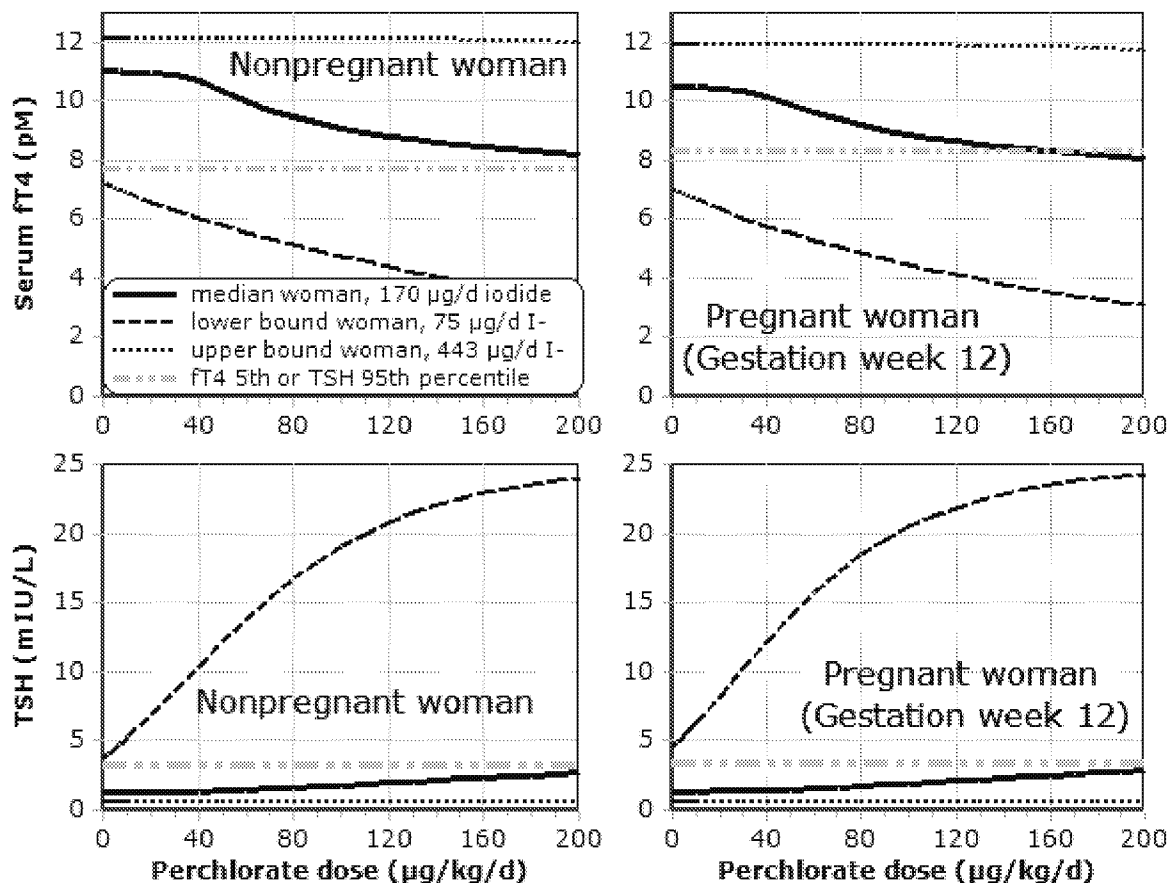 Serum fT4 (pM)
12
10
8
6
4
2
0
Nonpregnant woman
median woman, 170 µg/d iodide
lower bound woman, 75 µg/d I-
upper bound woman, 443 µg/d I-
fT4 5th or TSH 95th percentile
0 40 80 120 160 200
12
10
8
6
4
2
0
Pregnant woman
(Gestation week 12)
0 40 80 120 160 200
TSH (mIU/L)
25
20
15
10
5
0
Nonpregnant woman
0 40 80 120 160 200
Perchlorate dose (µg/kg/d)
25
20
15
10
5
0
Pregnant woman
(Gestation week 12)
0 40 80 120 160 200
Perchlorate dose (µg/kg/d)